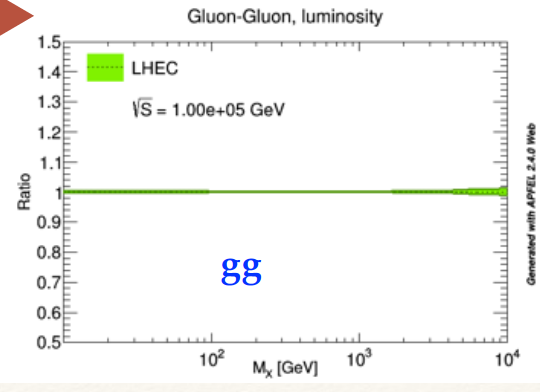 Gluon-Gluon, luminosity
1.5
1.4
1.3
1.2
1.1
1
0.9
0.8
0.7
0.6
0.5
Ratio
LHEC
√S = 1.00e+05 GeV
gg
10²
10³
10⁴
M_X [GeV]
Generated with APFEL 2.4.0 Web